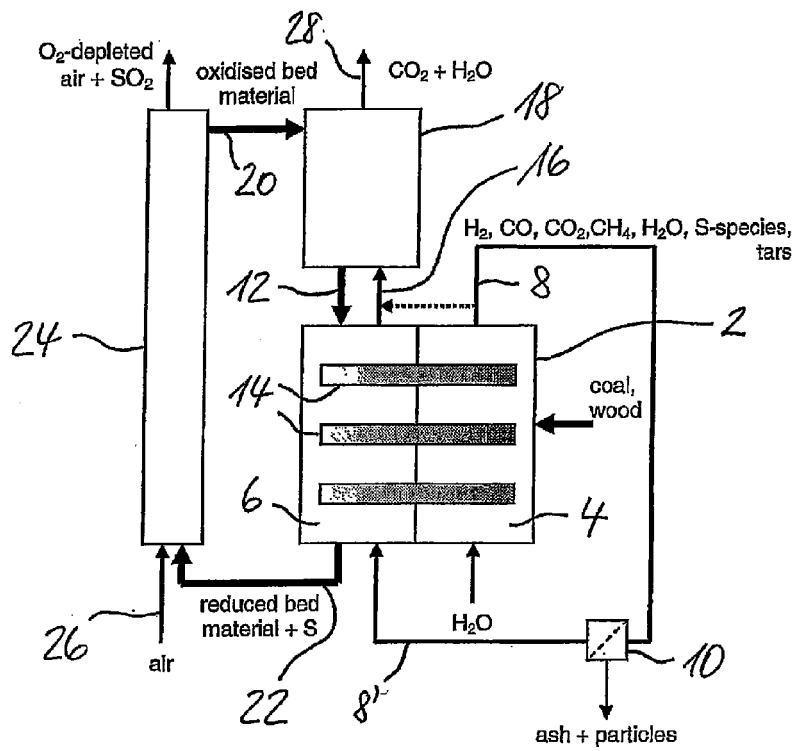 28
O2-depleted
air + SO2
oxidised bed
material
CO2 + H2O
18
20
16
H2, CO, CO2,CH4, H2O, S-species,
tars
12
8
2
24
14
coal,
wood
6
4
reduced bed
material + S
H2O
26
air
22
8'
10
ash + particles